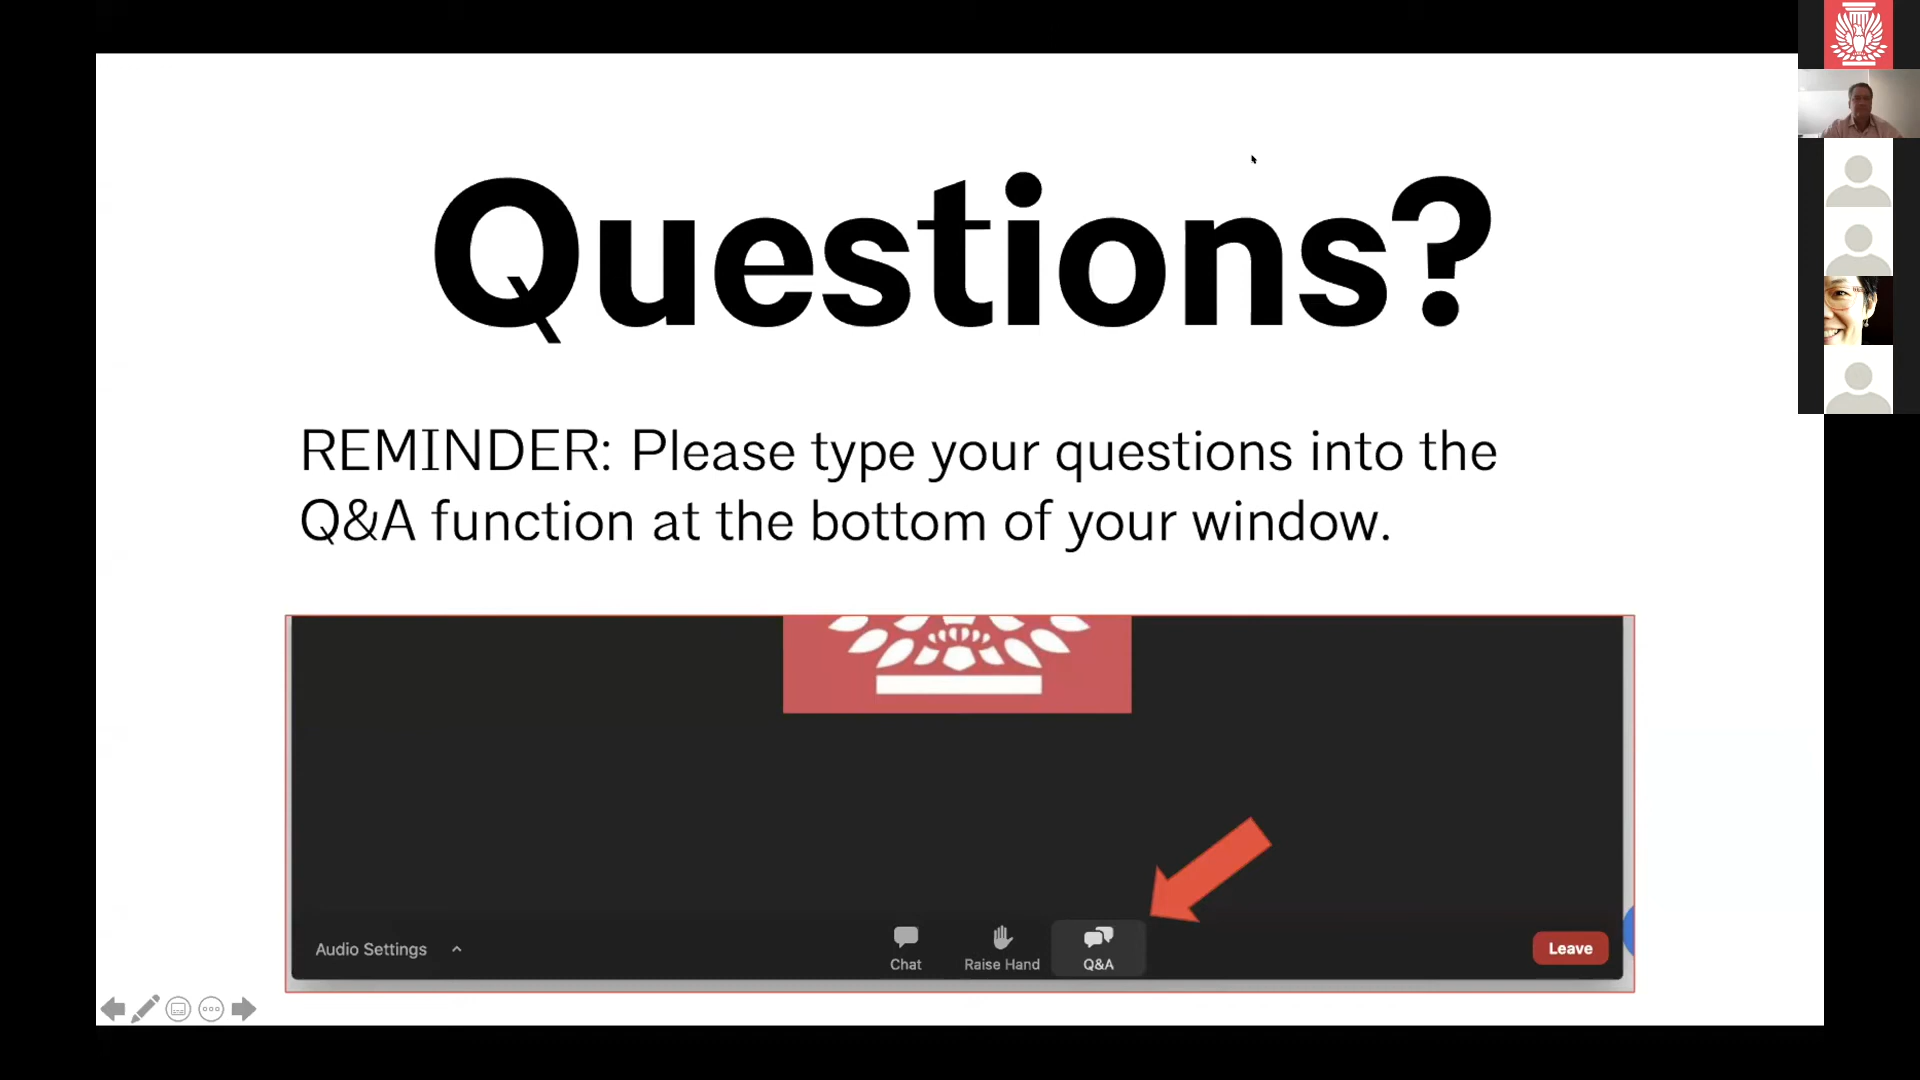 Questions?
REMINDER: Please type your questions into the
Q&A function at the bottom of your window.
Audio Settings
Chat
Raise Hand
Q&A
Leave